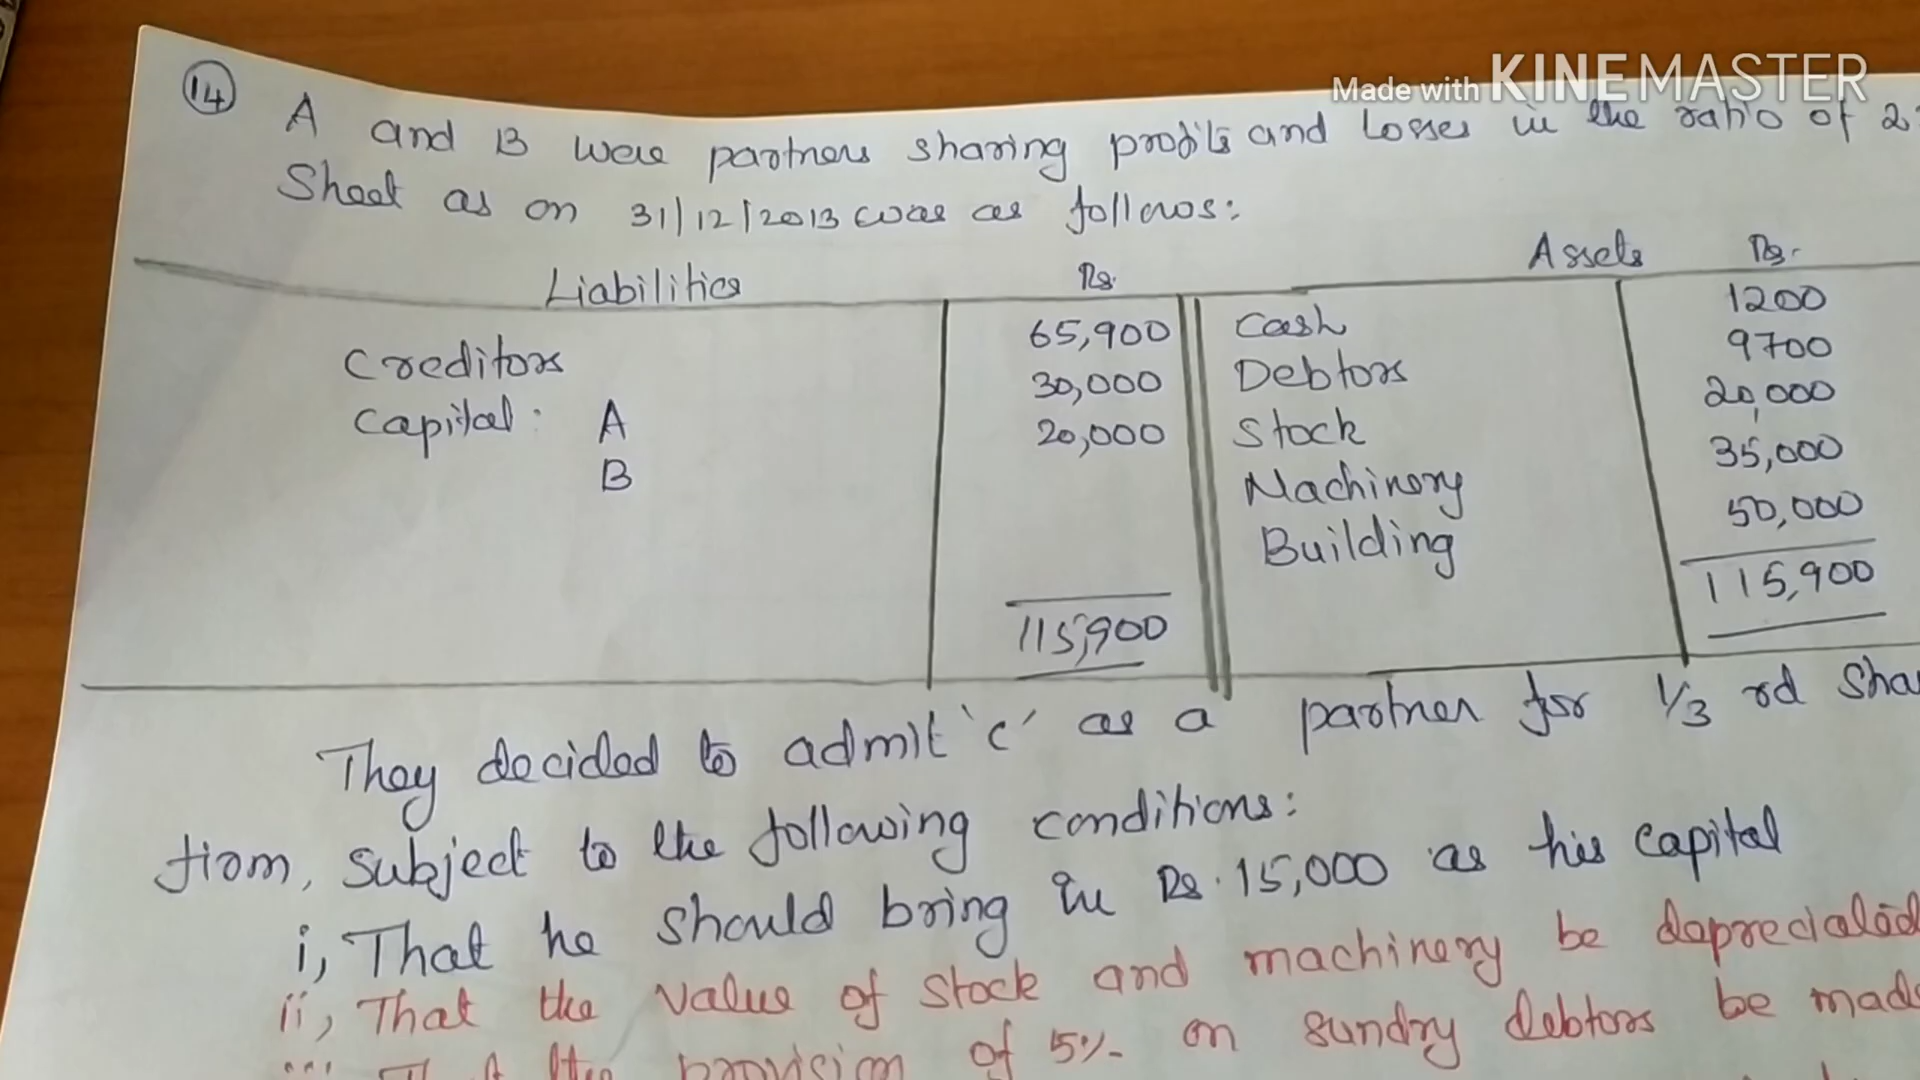 Made with KINEMASTER
14 A and B were partners sharing profits and Losses in the ratio of 2:
Sheet as on 31/12/2013 was as follows:
Liabilities Rs. Assets Rs.
Creditors 65,900 Cash 1200
Capital: A 30,000 Debtors 9700
B 20,000 Stock 20,000
Machinery 35,000
Building 50,000
115,900 115,900
They decided to admit 'c' as a partner for 1/3 rd Sha
firm, subject to the following conditions:
i, That he should bring in Rs. 15,000 as his capital
ii, That the value of stock and machinery be depreciated
provision of 5% on sundry debtors be made